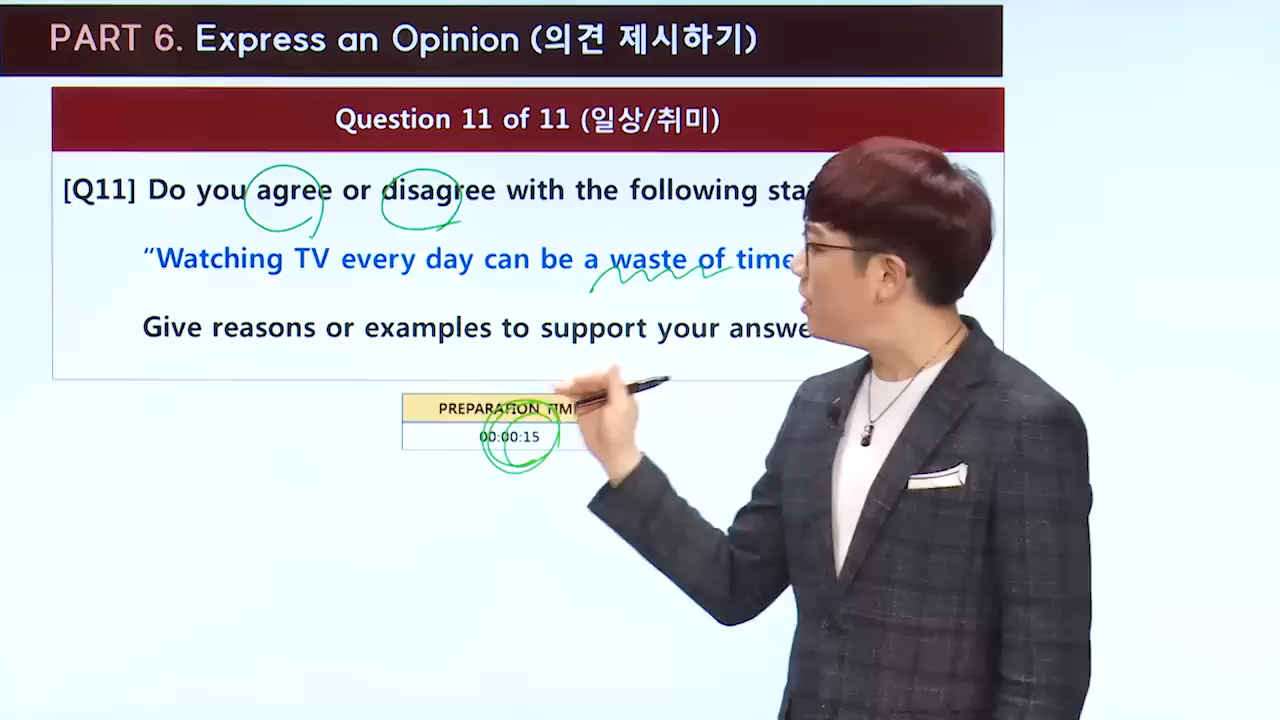 PART 6. Express an Opinion (의견 제시하기)
Question 11 of 11 (일상/취미)
[Q11] Do you agree or disagree with the following
“Watching TV every day can be a waste of time
Give reasons or examples to support your
PREPARATION
00:00:15